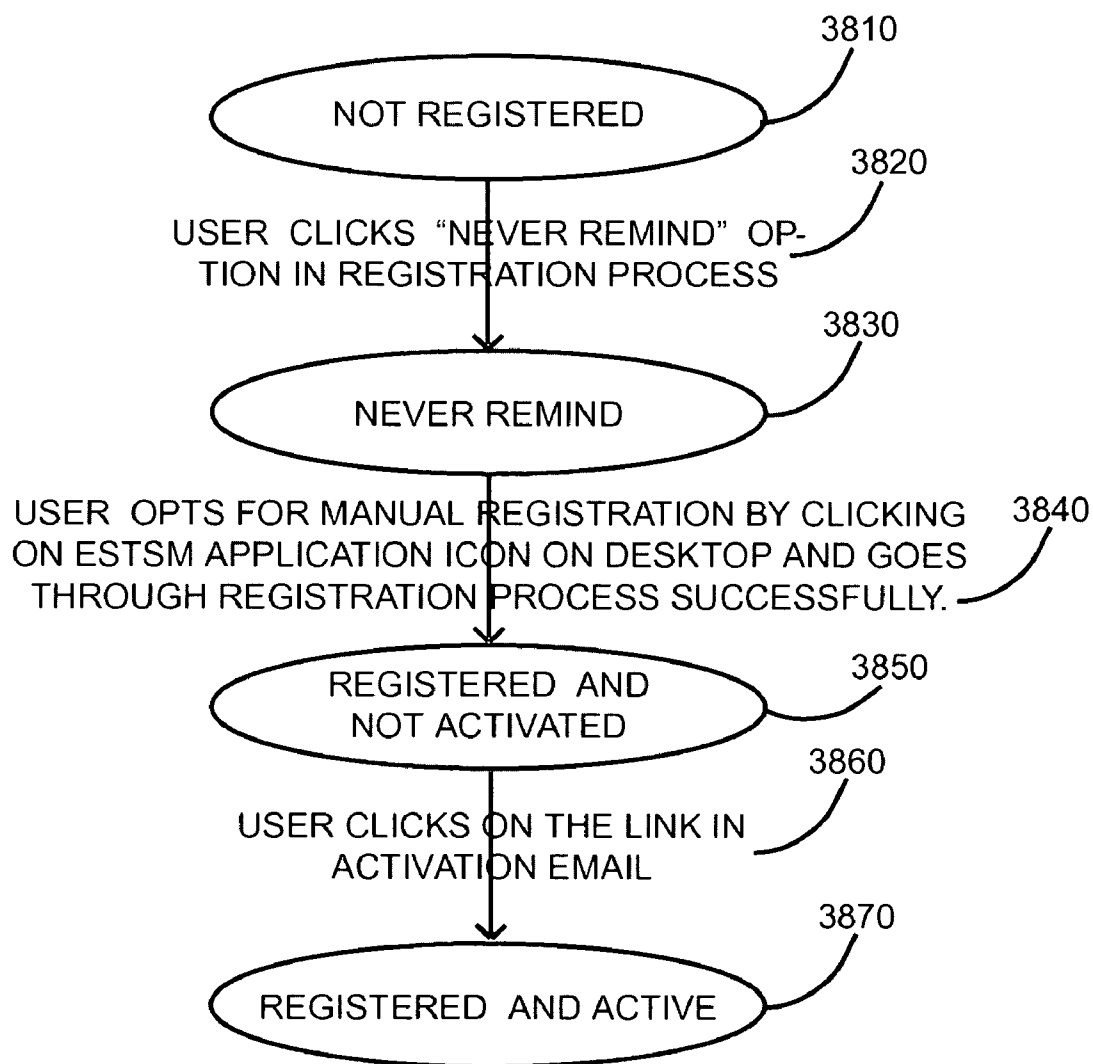 3810
NOT REGISTERED
3820
USER CLICKS “NEVER REMIND” OP-
TION IN REGISTRATION PROCESS
3830
NEVER REMIND
USER OPTS FOR MANUAL REGISTRATION BY CLICKING 3840
ON ESTSM APPLICATION ICON ON DESKTOP AND GOES
THROUGH REGISTRATION PROCESS SUCCESSFULLY.
REGISTERED AND 3850
NOT ACTIVATED
3860
USER CLICKS ON THE LINK IN
ACTIVATION EMAIL
3870
REGISTERED AND ACTIVE